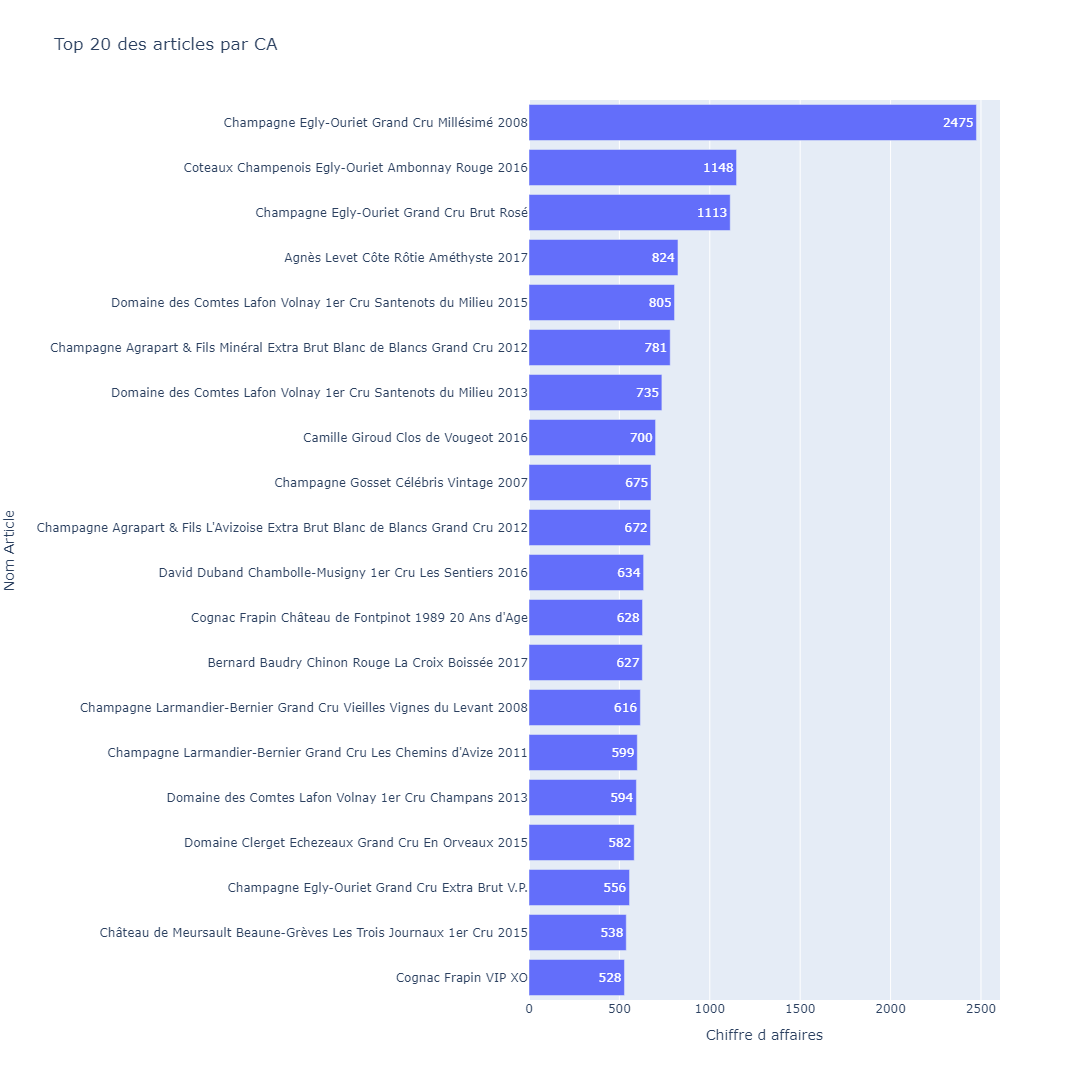 Top 20 des articles par CA
Nom Article
Champagne Egly-Ouriet Grand Cru Millésimé 2008 2475
Coteaux Champenois Egly-Ouriet Ambonnay Rouge 2016 1148
Champagne Egly-Ouriet Grand Cru Brut Rosé 1113
Agnès Levet Côte Rôtie Améthyste 2017 824
Domaine des Comtes Lafon Volnay 1er Cru Santenots du Milieu 2015 805
Champagne Agrapart & Fils Minéral Extra Brut Blanc de Blancs Grand Cru 2012 781
Domaine des Comtes Lafon Volnay 1er Cru Santenots du Milieu 2013 735
Camille Giroud Clos de Vougeot 2016 700
Champagne Gosset Célébris Vintage 2007 675
Champagne Agrapart & Fils L'Avizoise Extra Brut Blanc de Blancs Grand Cru 2012 672
David Duband Chambolle-Musigny 1er Cru Les Sentiers 2016 634
Cognac Frapin Château de Fontpinot 1989 20 Ans d'Age 628
Bernard Baudry Chinon Rouge La Croix Boissée 2017 627
Champagne Larmandier-Bernier Grand Cru Vieilles Vignes du Levant 2008 616
Champagne Larmandier-Bernier Grand Cru Les Chemins d'Avize 2011 599
Domaine des Comtes Lafon Volnay 1er Cru Champans 2013 594
Domaine Clerget Echezeaux Grand Cru En Orveaux 2015 582
Champagne Egly-Ouriet Grand Cru Extra Brut V.P. 556
Château de Meursault Beaune-Grèves Les Trois Journaux 1er Cru 2015 538
Cognac Frapin VIP XO 528
0 500 1000 1500 2000 2500
Chiffre d affaires